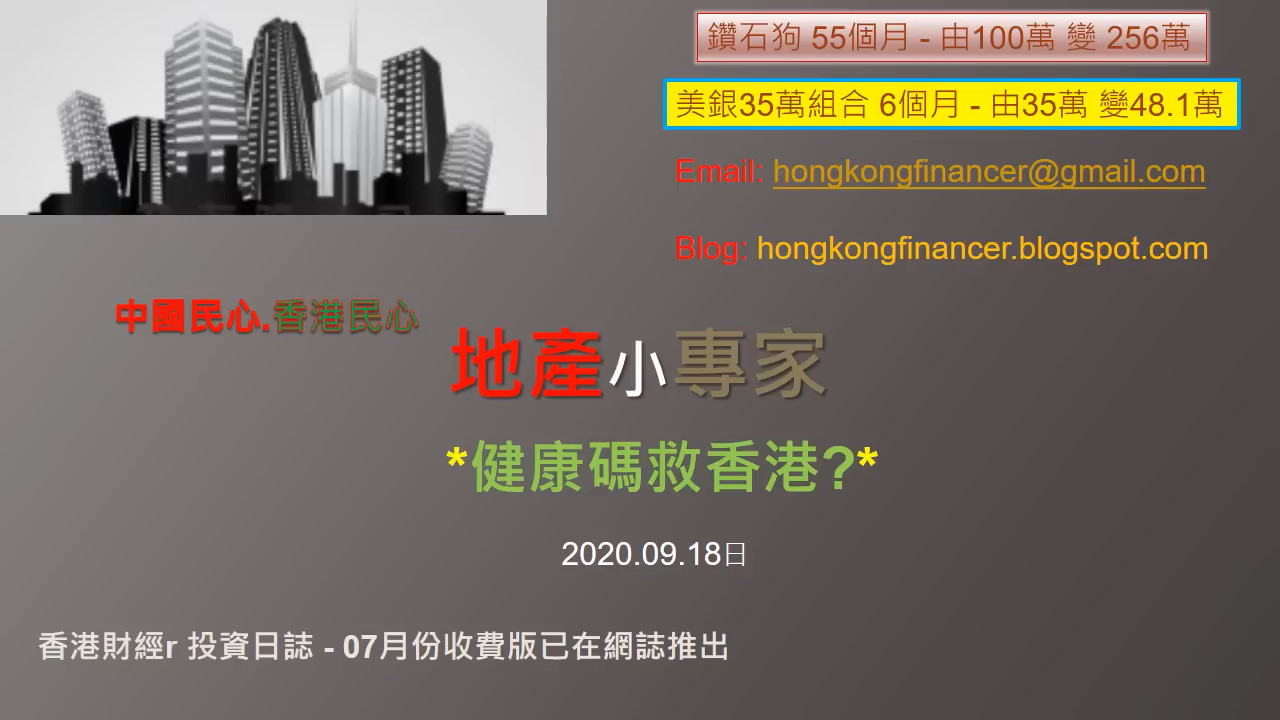 鑽石狗 55個月 - 由100萬 變 256萬
美銀35萬組合 6個月 - 由35萬 變48.1萬
Email: hongkongfinancer@gmail.com
Blog: hongkongfinancer.blogspot.com
中國民心.香港民心
地產小專家
*健康碼救香港?*
2020.09.18日
香港財經r 投資日誌 - 07月份收費版已在網誌推出